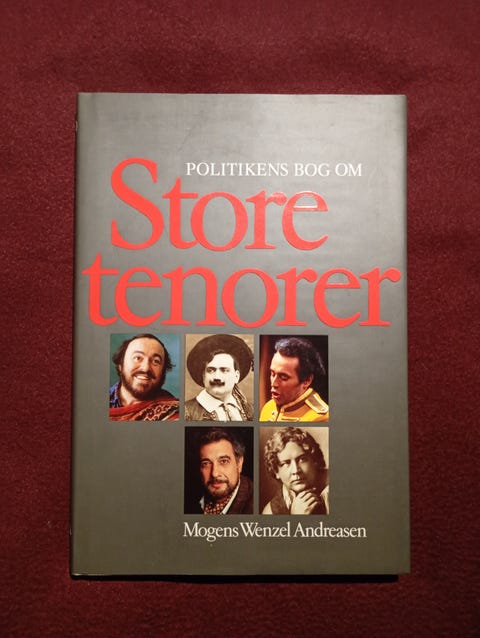 POLITIKENS BOG OM
Store
tenorer
Mogens Wenzel Andreasen